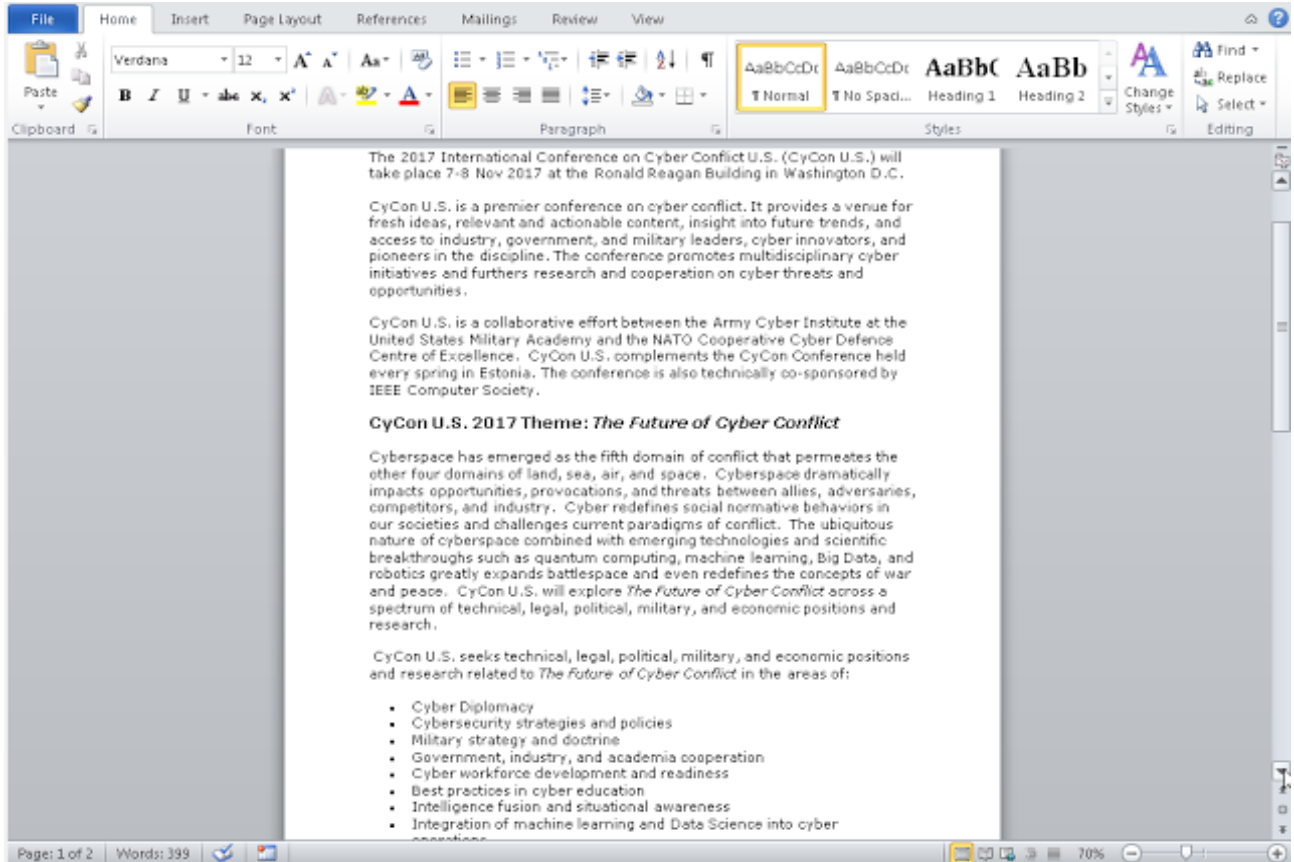 File Home Insert Page Layout References Mailings Review View
Verdana 12 A A Aa
Find
Paste
B I U abc x, x² A A
AaBbCcDc AaBbCcDc AaBb( AaBb
Replace
¶ Normal ¶ No Spaci... Heading 1 Heading 2
Change Styles
Select
Clipboard Font Paragraph Styles Editing
The 2017 International Conference on Cyber Conflict U.S. (CyCon U.S.) will
take place 7-8 Nov 2017 at the Ronald Reagan Building in Washington D.C.
CyCon U.S. is a premier conference on cyber conflict. It provides a venue for
fresh ideas, relevant and actionable content, insight into future trends, and
access to industry, government, and military leaders, cyber innovators, and
pioneers in the discipline. The conference promotes multidisciplinary cyber
initiatives and furthers research and cooperation on cyber threats and
opportunities.
CyCon U.S. is a collaborative effort between the Army Cyber Institute at the
United States Military Academy and the NATO Cooperative Cyber Defence
Centre of Excellence.  CyCon U.S. complements the CyCon Conference held
every spring in Estonia. The conference is also technically co-sponsored by
IEEE Computer Society.
CyCon U.S. 2017 Theme: The Future of Cyber Conflict
Cyberspace has emerged as the fifth domain of conflict that permeates the
other four domains of land, sea, air, and space.  Cyberspace dramatically
impacts opportunities, provocations, and threats between allies, adversaries,
competitors, and industry.  Cyber redefines social normative behaviors in
our societies and challenges current paradigms of conflict.  The ubiquitous
nature of cyberspace combined with emerging technologies and scientific
breakthroughs such as quantum computing, machine learning, Big Data, and
robotics greatly expands battlespace and even redefines the concepts of war
and peace.  CyCon U.S. will explore The Future of Cyber Conflict across a
spectrum of technical, legal, political, military, and economic positions and
research.
CyCon U.S. seeks technical, legal, political, military, and economic positions
and research related to The Future of Cyber Conflict in the areas of:
• Cyber Diplomacy
• Cybersecurity strategies and policies
• Military strategy and doctrine
• Government, industry, and academia cooperation
• Cyber workforce development and readiness
• Best practices in cyber education
• Intelligence fusion and situational awareness
• Integration of machine learning and Data Science into cyber
operations
Page: 1 of 2 Words: 399 70%